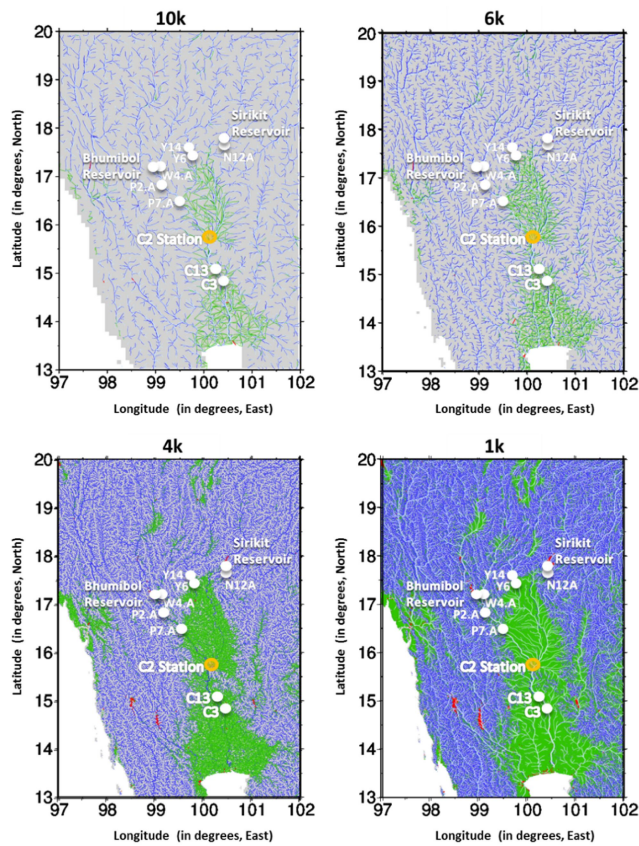 10k
6k
20
19
18
17
16
15
14
13
Latitude (in degrees, North)
Sirikit
Reservoir
Y14
Y6
N12A
Bhumibol
Reservoir
W4.A
P2.A
P7.A
C2 Station
C13
C3
97 98 99 100 101 102
Longitude (in degrees, East)
20
19
18
17
16
15
14
13
Latitude (in degrees, North)
Sirikit
Reservoir
Y14
Y6
N12A
Bhumibol
Reservoir
W4.A
P2.A
P7.A
C2 Station
C13
C3
97 98 99 100 101 102
Longitude (in degrees, East)
4k
1k
20
19
18
17
16
15
14
13
Latitude (in degrees, North)
Sirikit
Reservoir
Y14
Y6
N12A
Bhumibol
Reservoir
W4.A
P2.A
P7.A
C2 Station
C13
C3
97 98 99 100 101 102
Longitude (in degrees, East)
20
19
18
17
16
15
14
13
Latitude (in degrees, North)
Sirikit
Reservoir
Y14
Y6
N12A
Bhumibol
Reservoir
W4.A
P2.A
P7.A
C2 Station
C13
C3
97 98 99 100 101 102
Longitude (in degrees, East)